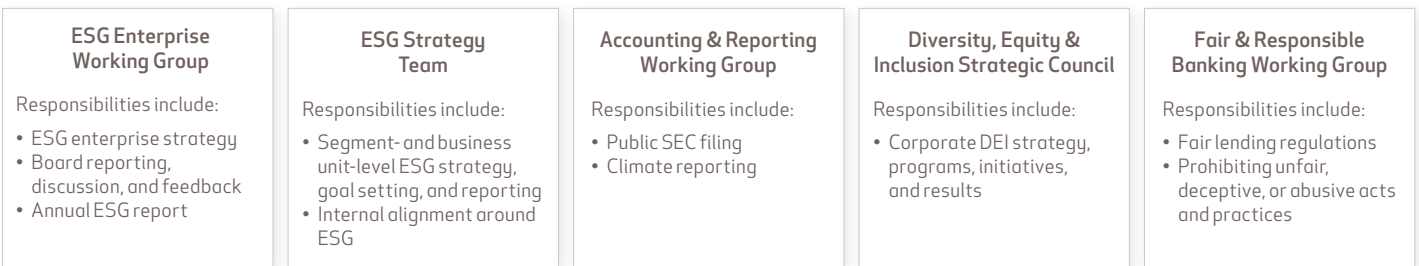 ESG Enterprise
Working Group
Responsibilities include:
• ESG enterprise strategy
• Board reporting,
discussion, and feedback
• Annual ESG report
ESG Strategy
Team
Responsibilities include:
• Segment- and business
unit-level ESG strategy,
goal setting, and reporting
• Internal alignment around
ESG
Accounting & Reporting
Working Group
Responsibilities include:
• Public SEC filing
• Climate reporting
Diversity, Equity &
Inclusion Strategic Council
Responsibilities include:
• Corporate DEI strategy,
programs, initiatives,
and results
Fair & Responsible
Banking Working Group
Responsibilities include:
• Fair lending regulations
• Prohibiting unfair,
deceptive, or abusive acts
and practices